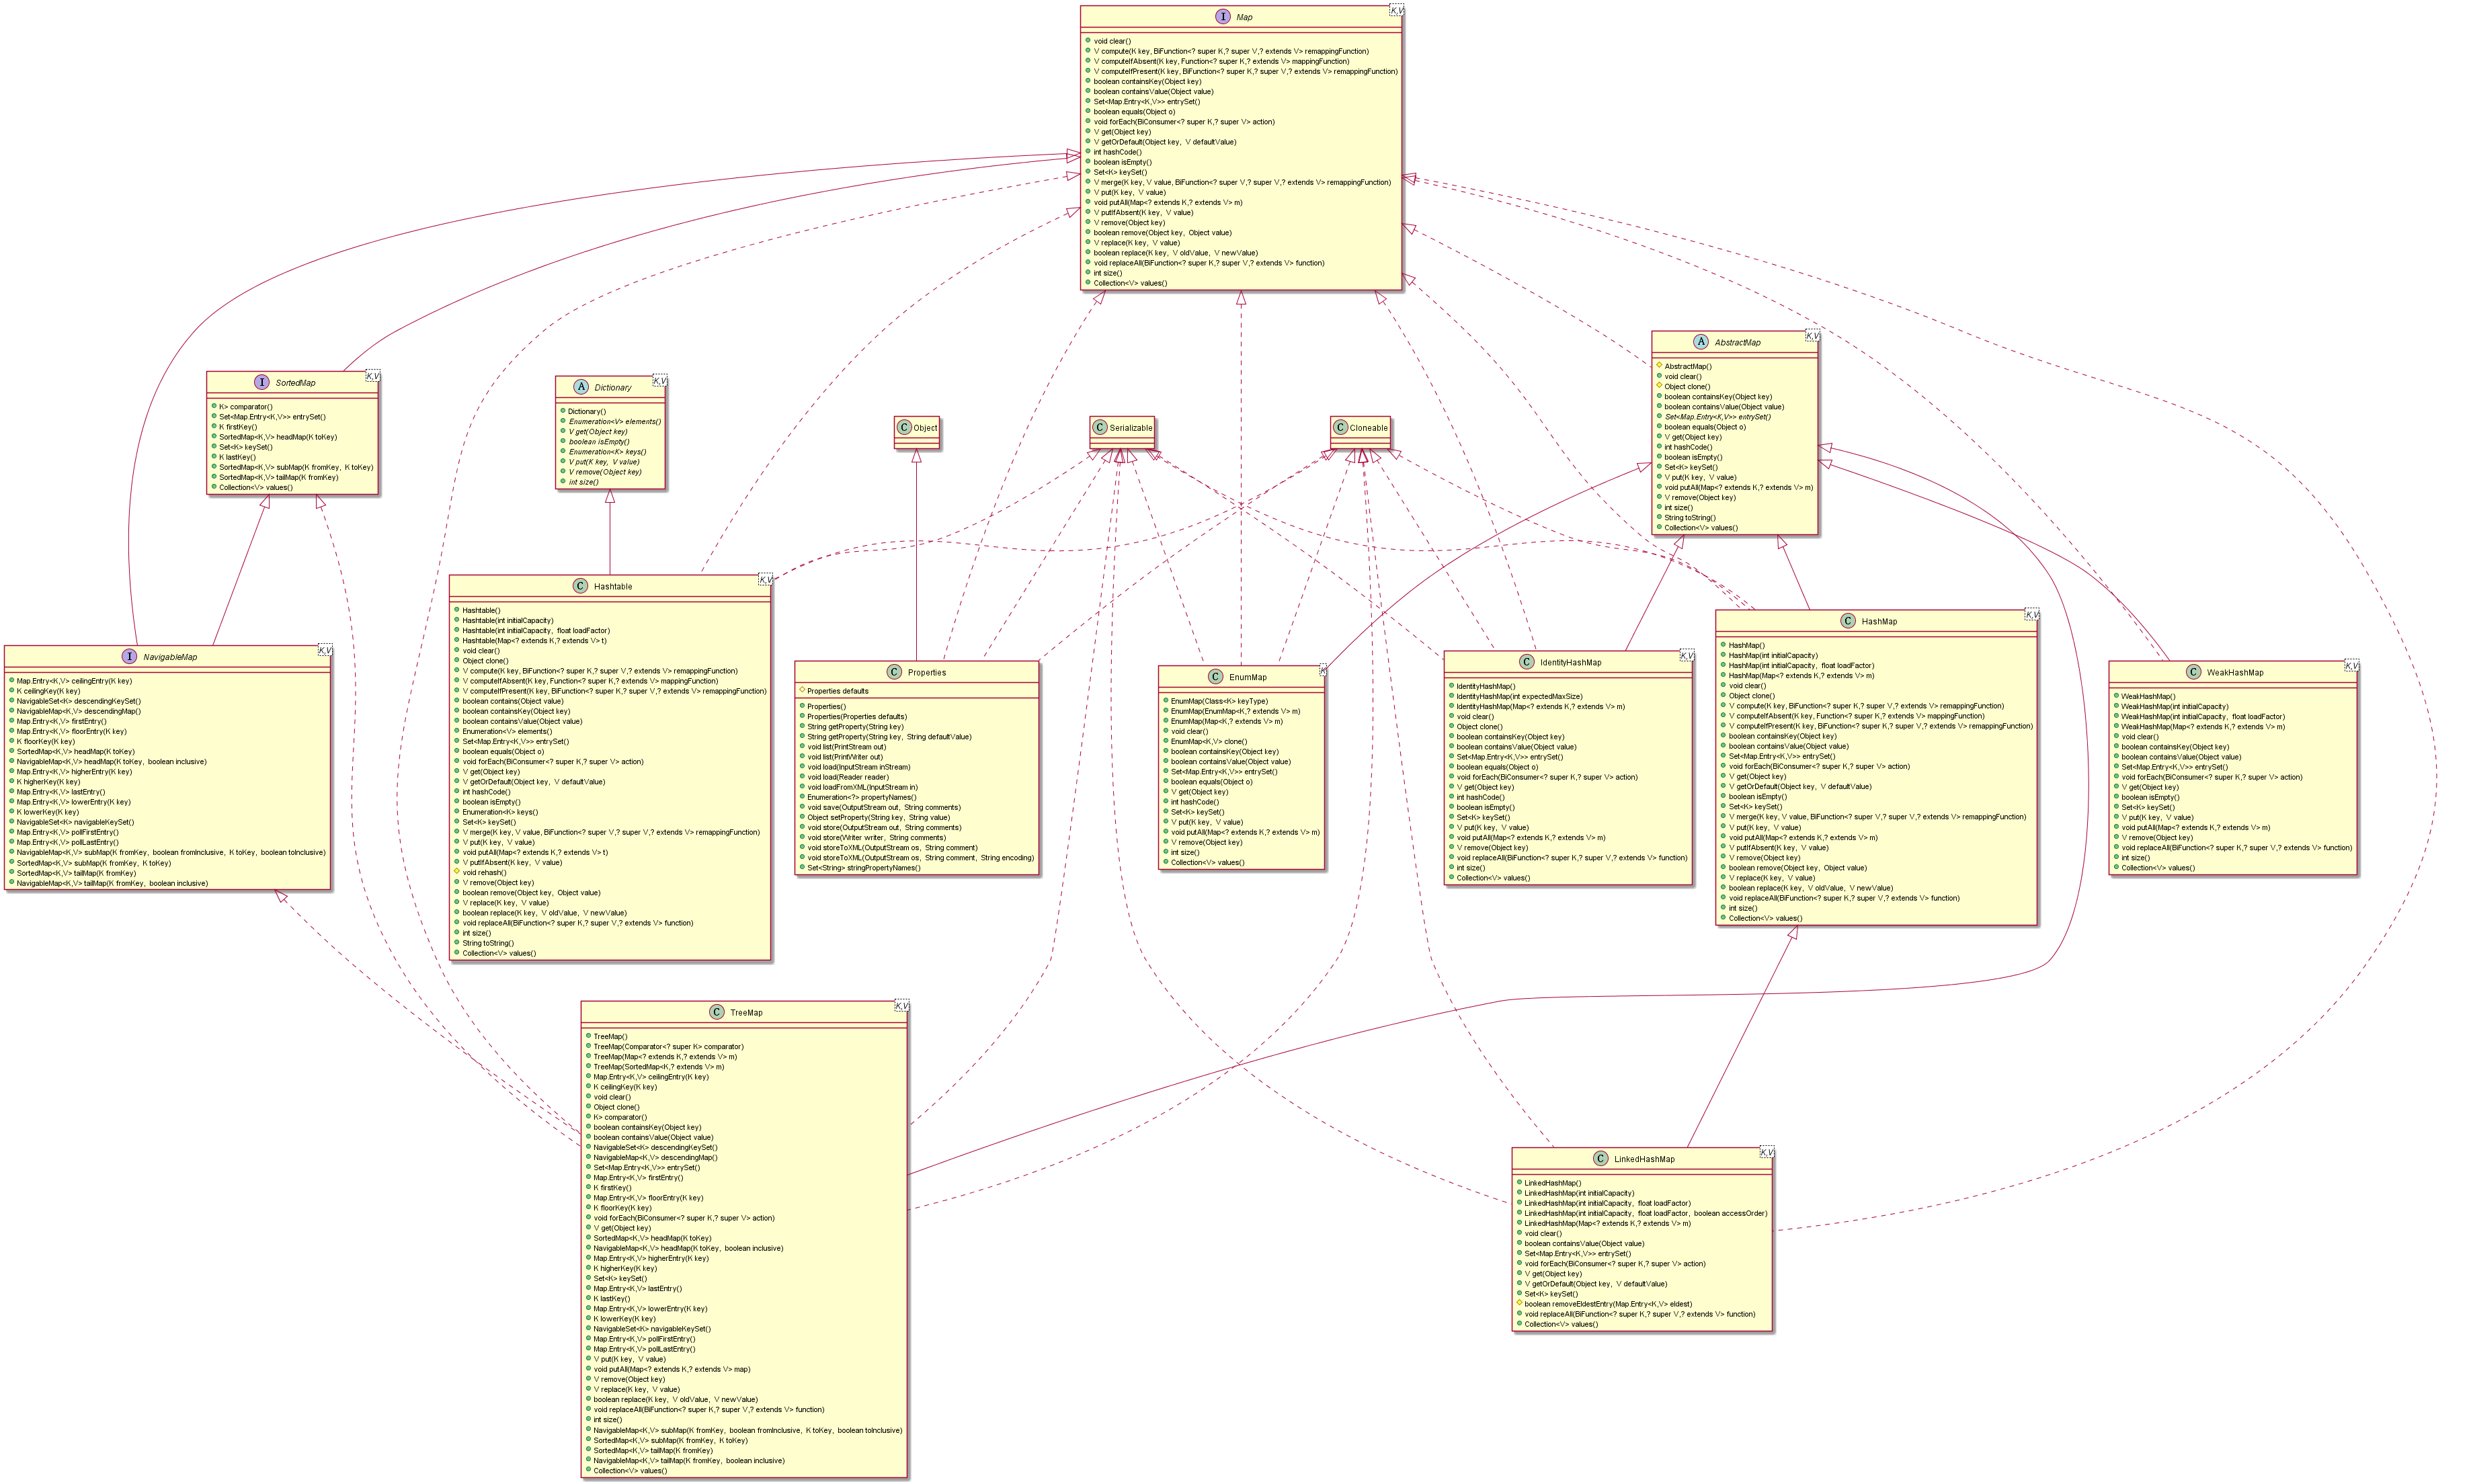 I Map K,V
void clear()
V compute(K key, BiFunction<? super K,? super V,? extends V> remappingFunction)
V computeIfAbsent(K key, Function<? super K,? extends V> mappingFunction)
V computeIfPresent(K key, BiFunction<? super K,? super V,? extends V> remappingFunction)
boolean containsKey(Object key)
boolean containsValue(Object value)
Set<Map.Entry<K,V>> entrySet()
boolean equals(Object o)
void forEach(BiConsumer<? super K,? super V> action)
V get(Object key)
V getOrDefault(Object key, V defaultValue)
int hashCode()
boolean isEmpty()
Set<K> keySet()
V merge(K key, V value, BiFunction<? super V,? super V,? extends V> remappingFunction)
V put(K key, V value)
void putAll(Map<? extends K,? extends V> m)
V putIfAbsent(K key, V value)
V remove(Object key)
boolean remove(Object key, Object value)
V replace(K key, V value)
boolean replace(K key, V oldValue, V newValue)
void replaceAll(BiFunction<? super K,? super V,? extends V> function)
int size()
Collection<V> values()
A AbstractMap K,V
AbstractMap()
void clear()
Object clone()
boolean containsKey(Object key)
boolean containsValue(Object value)
Set<Map.Entry<K,V>> entrySet()
boolean equals(Object o)
V get(Object key)
int hashCode()
boolean isEmpty()
Set<K> keySet()
V put(K key, V value)
void putAll(Map<? extends K,? extends V> m)
V remove(Object key)
int size()
String toString()
Collection<V> values()
I SortedMap K,V
K> comparator()
Set<Map.Entry<K,V>> entrySet()
K firstKey()
SortedMap<K,V> headMap(K toKey)
Set<K> keySet()
K lastKey()
SortedMap<K,V> subMap(K fromKey, K toKey)
SortedMap<K,V> tailMap(K fromKey)
Collection<V> values()
A Dictionary K,V
Dictionary()
Enumeration<V> elements()
V get(Object key)
boolean isEmpty()
Enumeration<K> keys()
V put(K key, V value)
V remove(Object key)
int size()
C Object
C Serializable
C Cloneable
I NavigableMap K,V
Map.Entry<K,V> ceilingEntry(K key)
K ceilingKey(K key)
NavigableSet<K> descendingKeySet()
NavigableMap<K,V> descendingMap()
Map.Entry<K,V> firstEntry()
Map.Entry<K,V> floorEntry(K key)
K floorKey(K key)
SortedMap<K,V> headMap(K toKey)
NavigableMap<K,V> headMap(K toKey, boolean inclusive)
Map.Entry<K,V> higherEntry(K key)
K higherKey(K key)
Map.Entry<K,V> lastEntry()
Map.Entry<K,V> lowerEntry(K key)
K lowerKey(K key)
NavigableSet<K> navigableKeySet()
Map.Entry<K,V> pollFirstEntry()
Map.Entry<K,V> pollLastEntry()
NavigableMap<K,V> subMap(K fromKey, boolean fromInclusive, K toKey, boolean toInclusive)
SortedMap<K,V> subMap(K fromKey, K toKey)
SortedMap<K,V> tailMap(K fromKey)
NavigableMap<K,V> tailMap(K fromKey, boolean inclusive)
C Hashtable K,V
Hashtable()
Hashtable(int initialCapacity)
Hashtable(int initialCapacity, float loadFactor)
Hashtable(Map<? extends K,? extends V> t)
void clear()
Object clone()
V compute(K key, BiFunction<? super K,? super V,? extends V> remappingFunction)
V computeIfAbsent(K key, Function<? super K,? extends V> mappingFunction)
V computeIfPresent(K key, BiFunction<? super K,? super V,? extends V> remappingFunction)
boolean contains(Object value)
boolean containsKey(Object key)
boolean containsValue(Object value)
Enumeration<V> elements()
Set<Map.Entry<K,V>> entrySet()
boolean equals(Object o)
void forEach(BiConsumer<? super K,? super V> action)
V get(Object key)
V getOrDefault(Object key, V defaultValue)
int hashCode()
boolean isEmpty()
Enumeration<K> keys()
Set<K> keySet()
V merge(K key, V value, BiFunction<? super V,? super V,? extends V> remappingFunction)
V put(K key, V value)
void putAll(Map<? extends K,? extends V> t)
V putIfAbsent(K key, V value)
void rehash()
V remove(Object key)
boolean remove(Object key, Object value)
V replace(K key, V value)
boolean replace(K key, V oldValue, V newValue)
void replaceAll(BiFunction<? super K,? super V,? extends V> function)
int size()
String toString()
Collection<V> values()
C Properties
Properties defaults
Properties()
Properties(Properties defaults)
String getProperty(String key)
String getProperty(String key, String defaultValue)
void list(PrintStream out)
void list(PrintWriter out)
void load(InputStream inStream)
void load(Reader reader)
void loadFromXML(InputStream in)
Enumeration<?> propertyNames()
void save(OutputStream out, String comments)
Object setProperty(String key, String value)
void store(OutputStream out, String comments)
void store(Writer writer, String comments)
void storeToXML(OutputStream os, String comment)
void storeToXML(OutputStream os, String comment, String encoding)
Set<String> stringPropertyNames()
C EnumMap K
EnumMap(Class<K> keyType)
EnumMap(EnumMap<K,? extends V> m)
EnumMap(Map<K,? extends V> m)
void clear()
EnumMap<K,V> clone()
boolean containsKey(Object key)
boolean containsValue(Object value)
Set<Map.Entry<K,V>> entrySet()
boolean equals(Object o)
V get(Object key)
int hashCode()
Set<K> keySet()
V put(K key, V value)
void putAll(Map<? extends K,? extends V> m)
V remove(Object key)
int size()
Collection<V> values()
C IdentityHashMap K,V
IdentityHashMap()
IdentityHashMap(int expectedMaxSize)
IdentityHashMap(Map<? extends K,? extends V> m)
void clear()
Object clone()
boolean containsKey(Object key)
boolean containsValue(Object value)
Set<Map.Entry<K,V>> entrySet()
boolean equals(Object o)
void forEach(BiConsumer<? super K,? super V> action)
V get(Object key)
int hashCode()
boolean isEmpty()
Set<K> keySet()
V put(K key, V value)
void putAll(Map<? extends K,? extends V> m)
V remove(Object key)
void replaceAll(BiFunction<? super K,? super V,? extends V> function)
int size()
Collection<V> values()
C HashMap K,V
HashMap()
HashMap(int initialCapacity)
HashMap(int initialCapacity, float loadFactor)
HashMap(Map<? extends K,? extends V> m)
void clear()
Object clone()
V compute(K key, BiFunction<? super K,? super V,? extends V> remappingFunction)
V computeIfAbsent(K key, Function<? super K,? extends V> mappingFunction)
V computeIfPresent(K key, BiFunction<? super K,? super V,? extends V> remappingFunction)
boolean containsKey(Object key)
boolean containsValue(Object value)
Set<Map.Entry<K,V>> entrySet()
void forEach(BiConsumer<? super K,? super V> action)
V get(Object key)
V getOrDefault(Object key, V defaultValue)
boolean isEmpty()
Set<K> keySet()
V merge(K key, V value, BiFunction<? super V,? super V,? extends V> remappingFunction)
V put(K key, V value)
void putAll(Map<? extends K,? extends V> m)
V putIfAbsent(K key, V value)
V remove(Object key)
boolean remove(Object key, Object value)
V replace(K key, V value)
boolean replace(K key, V oldValue, V newValue)
void replaceAll(BiFunction<? super K,? super V,? extends V> function)
int size()
Collection<V> values()
C WeakHashMap K,V
WeakHashMap()
WeakHashMap(int initialCapacity)
WeakHashMap(int initialCapacity, float loadFactor)
WeakHashMap(Map<? extends K,? extends V> m)
void clear()
boolean containsKey(Object key)
boolean containsValue(Object value)
Set<Map.Entry<K,V>> entrySet()
void forEach(BiConsumer<? super K,? super V> action)
V get(Object key)
boolean isEmpty()
Set<K> keySet()
V put(K key, V value)
void putAll(Map<? extends K,? extends V> m)
V remove(Object key)
void replaceAll(BiFunction<? super K,? super V,? extends V> function)
int size()
Collection<V> values()
C TreeMap K,V
TreeMap()
TreeMap(Comparator<? super K> comparator)
TreeMap(Map<? extends K,? extends V> m)
TreeMap(SortedMap<K,? extends V> m)
Map.Entry<K,V> ceilingEntry(K key)
K ceilingKey(K key)
void clear()
Object clone()
K> comparator()
boolean containsKey(Object key)
boolean containsValue(Object value)
NavigableSet<K> descendingKeySet()
NavigableMap<K,V> descendingMap()
Set<Map.Entry<K,V>> entrySet()
Map.Entry<K,V> firstEntry()
K firstKey()
Map.Entry<K,V> floorEntry(K key)
K floorKey(K key)
void forEach(BiConsumer<? super K,? super V> action)
V get(Object key)
SortedMap<K,V> headMap(K toKey)
NavigableMap<K,V> headMap(K toKey, boolean inclusive)
Map.Entry<K,V> higherEntry(K key)
K higherKey(K key)
Set<K> keySet()
Map.Entry<K,V> lastEntry()
K lastKey()
Map.Entry<K,V> lowerEntry(K key)
K lowerKey(K key)
NavigableSet<K> navigableKeySet()
Map.Entry<K,V> pollFirstEntry()
Map.Entry<K,V> pollLastEntry()
V put(K key, V value)
void putAll(Map<? extends K,? extends V> map)
V remove(Object key)
V replace(K key, V value)
boolean replace(K key, V oldValue, V newValue)
void replaceAll(BiFunction<? super K,? super V,? extends V> function)
int size()
NavigableMap<K,V> subMap(K fromKey, boolean fromInclusive, K toKey, boolean toInclusive)
SortedMap<K,V> subMap(K fromKey, K toKey)
SortedMap<K,V> tailMap(K fromKey)
NavigableMap<K,V> tailMap(K fromKey, boolean inclusive)
Collection<V> values()
C LinkedHashMap K,V
LinkedHashMap()
LinkedHashMap(int initialCapacity)
LinkedHashMap(int initialCapacity, float loadFactor)
LinkedHashMap(int initialCapacity, float loadFactor, boolean accessOrder)
LinkedHashMap(Map<? extends K,? extends V> m)
void clear()
boolean containsValue(Object value)
Set<Map.Entry<K,V>> entrySet()
void forEach(BiConsumer<? super K,? super V> action)
V get(Object key)
V getOrDefault(Object key, V defaultValue)
Set<K> keySet()
boolean removeEldestEntry(Map.Entry<K,V> eldest)
void replaceAll(BiFunction<? super K,? super V,? extends V> function)
Collection<V> values()